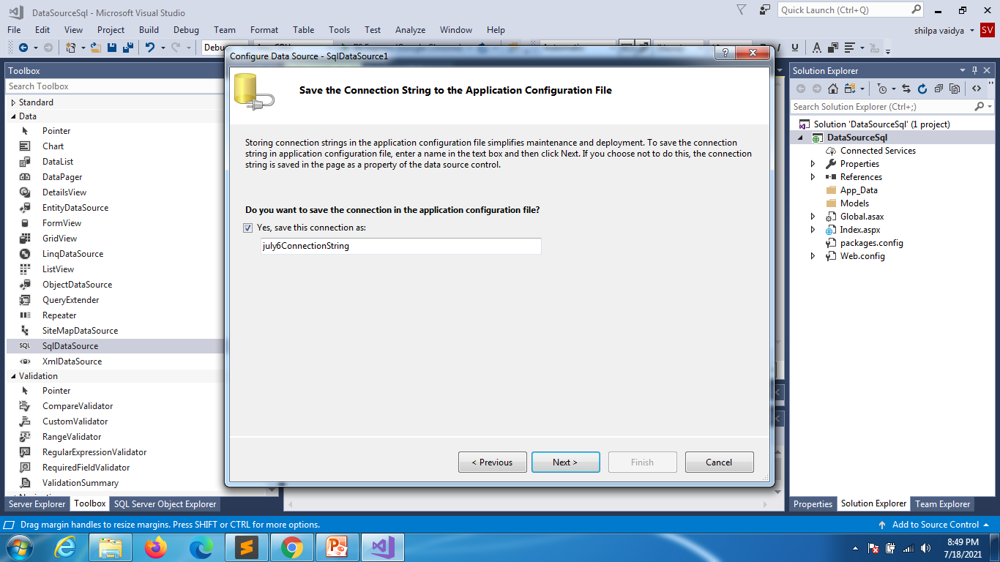 DataSourceSql - Microsoft Visual Studio
Quick Launch (Ctrl+Q)
File Edit View Project Build Debug Team Format Table Tools Test Analyze Window Help
shilpa vaidya SV
Debu
Toolbox
Search Toolbox
Standard
Data
Pointer
Chart
DataList
DataPager
DetailsView
EntityDataSource
FormView
GridView
LinqDataSource
ListView
ObjectDataSource
QueryExtender
Repeater
SiteMapDataSource
SQL SqlDataSource
XmlDataSource
Validation
Pointer
CompareValidator
CustomValidator
RangeValidator
RegularExpressionValidator
RequiredFieldValidator
ValidationSummary
Server Explorer Toolbox SQL Server Object Explorer
Configure Data Source - SqlDataSource1
Save the Connection String to the Application Configuration File
Storing connection strings in the application configuration file simplifies maintenance and deployment. To save the connection
string in application configuration file, enter a name in the text box and then click Next. If you choose not to do this, the connection
string is saved in the page as a property of the data source control.
Do you want to save the connection in the application configuration file?
Yes, save this connection as:
july6ConnectionString
< Previous Next > Finish Cancel
Solution Explorer
Search Solution Explorer (Ctrl+;)
Solution 'DataSourceSql' (1 project)
DataSourceSql
Connected Services
Properties
References
App_Data
Models
Global.asax
Index.aspx
packages.config
Web.config
Properties Solution Explorer Team Explorer
Drag margin handles to resize margins. Press SHIFT or CTRL for more options.
Add to Source Control
8:49 PM
7/18/2021